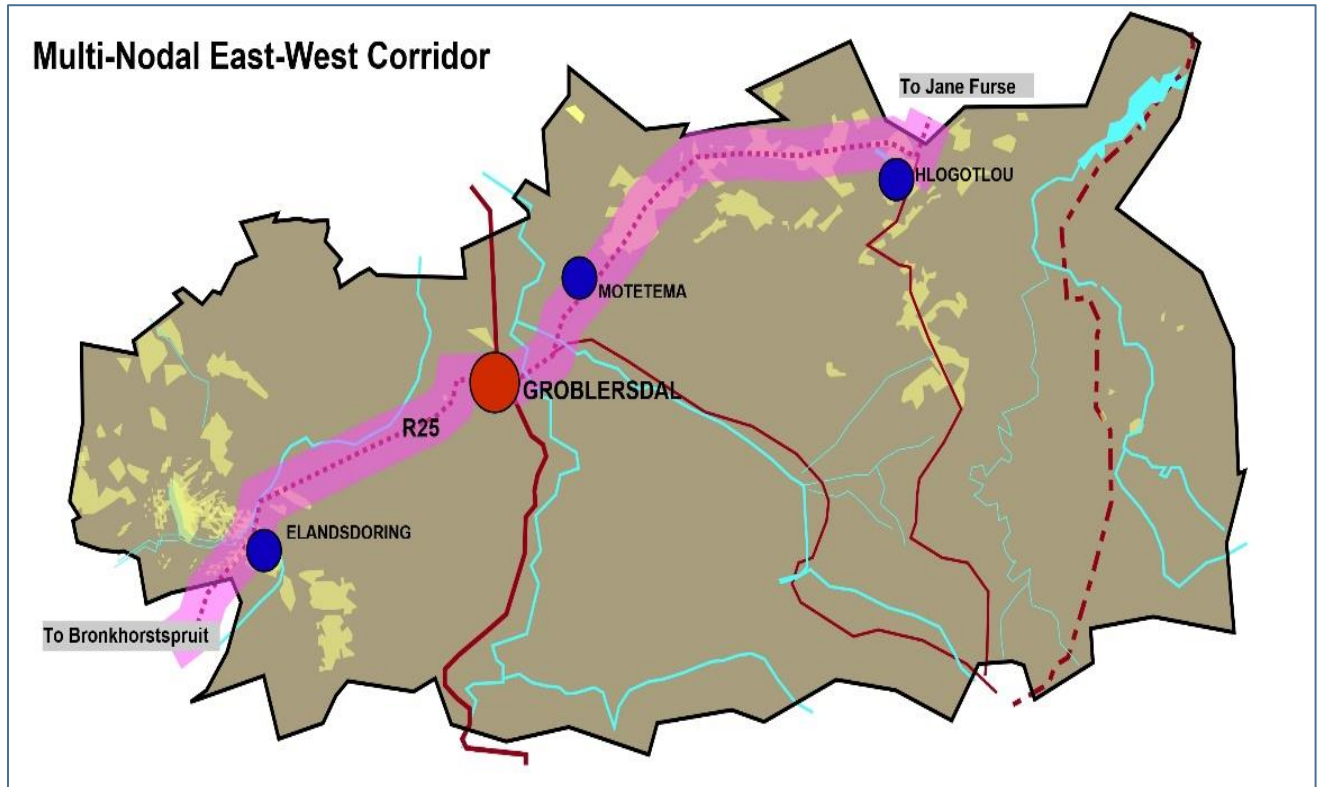 Multi-Nodal East-West Corridor
To Jane Furse
HLOGOTLOU
MOTETEMA
GROBLERSDAL
R25
ELANDSDORING
To Bronkhorstspruit